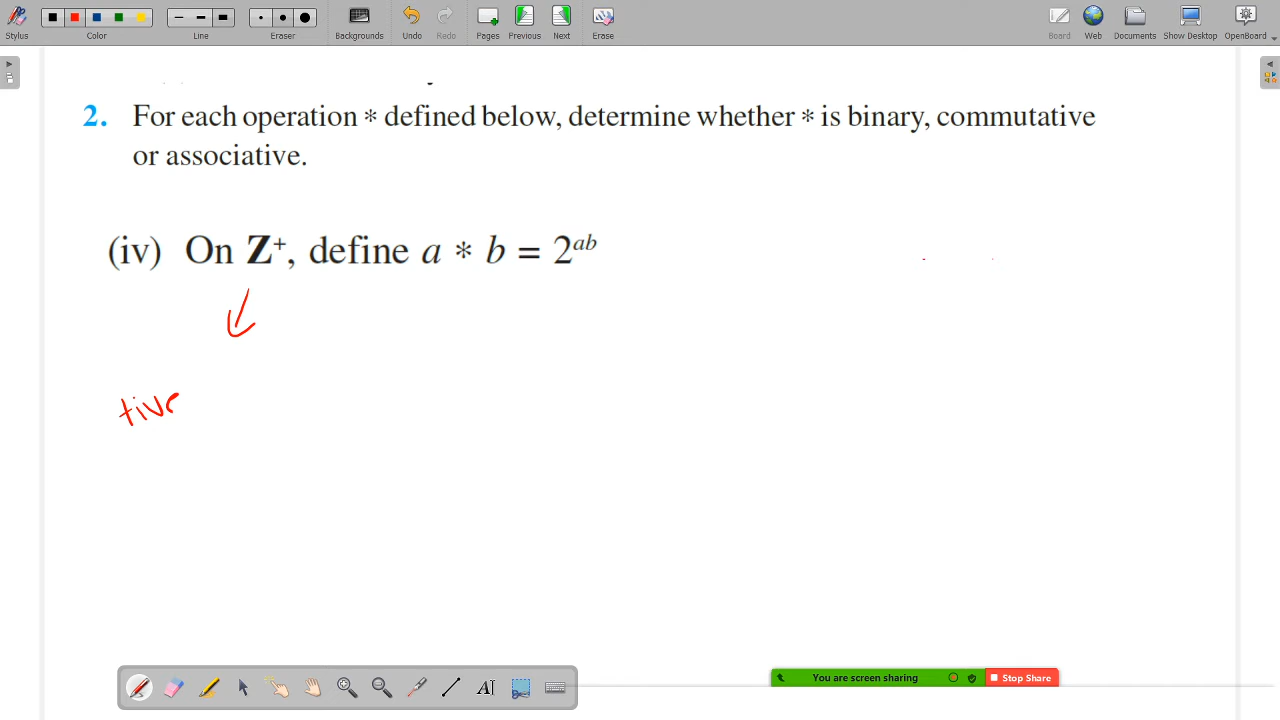 Stylus Color Line Eraser Backgrounds Undo Redo Pages Previous Next Erase Board Web Documents Show Desktop OpenBoard
2. For each operation * defined below, determine whether * is binary, commutative
or associative.
(iv) On Z⁺, define a * b = 2ᵃᵇ
+ive
You are screen sharing Stop Share